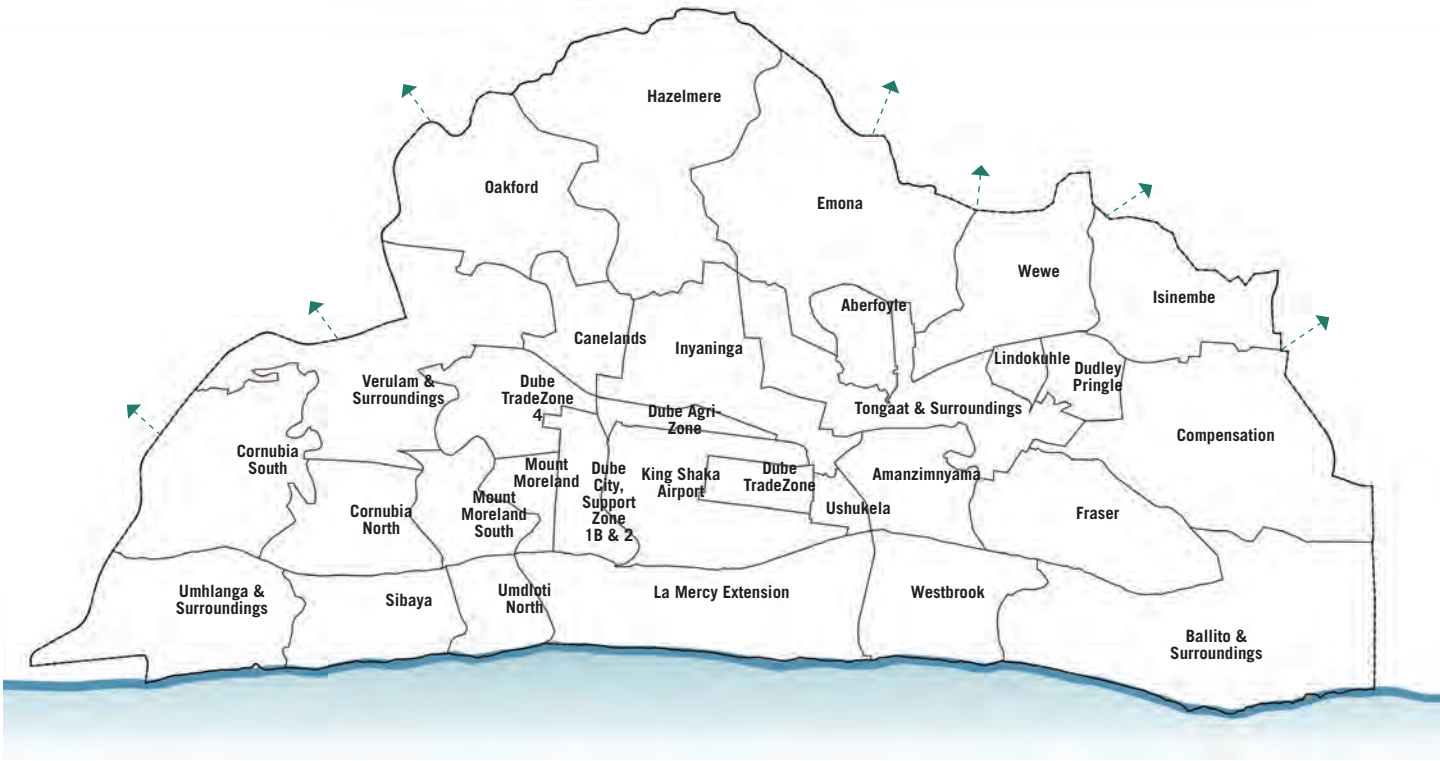 Hazelmere
Oakford
Emona
Wewe
Isinembe
Aberfoyle
Canelands
Inyaninga
Lindokuhle
Dudley
Pringle
Verulam &
Surroundings
Dube
TradeZone
4
Dube Agri-
Zone
Tongaat & Surroundings
Compensation
Cornubia
South
Mount
Moreland
Dube
City,
Support
Zone
1B & 2
King Shaka
Airport
Dube
TradeZone
Amanzimnyama
Cornubia
North
Mount
Moreland
South
Ushukela
Fraser
Umhlanga &
Surroundings
Sibaya
Umdloti
North
La Mercy Extension
Westbrook
Ballito &
Surroundings